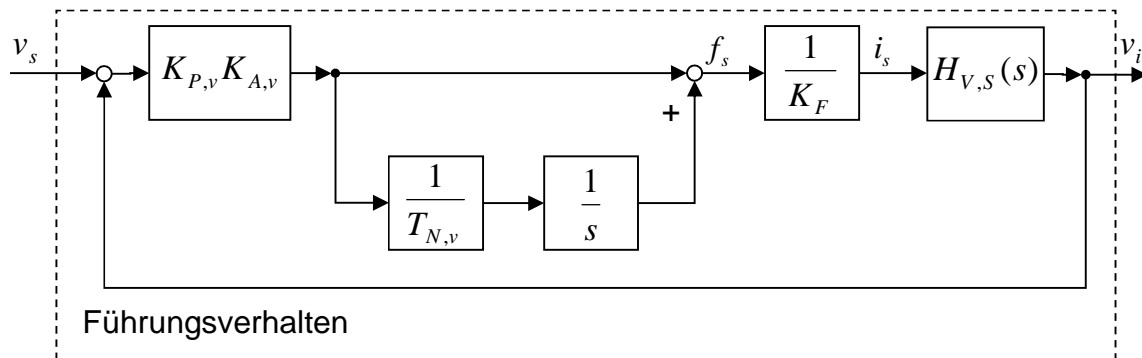 v_s
K_{P,v} K_{A,v}
f_s
1
K_F
i_s
H_{V,S}(s)
v_i
+
1
T_{N,v}
1
s
Führungsverhalten